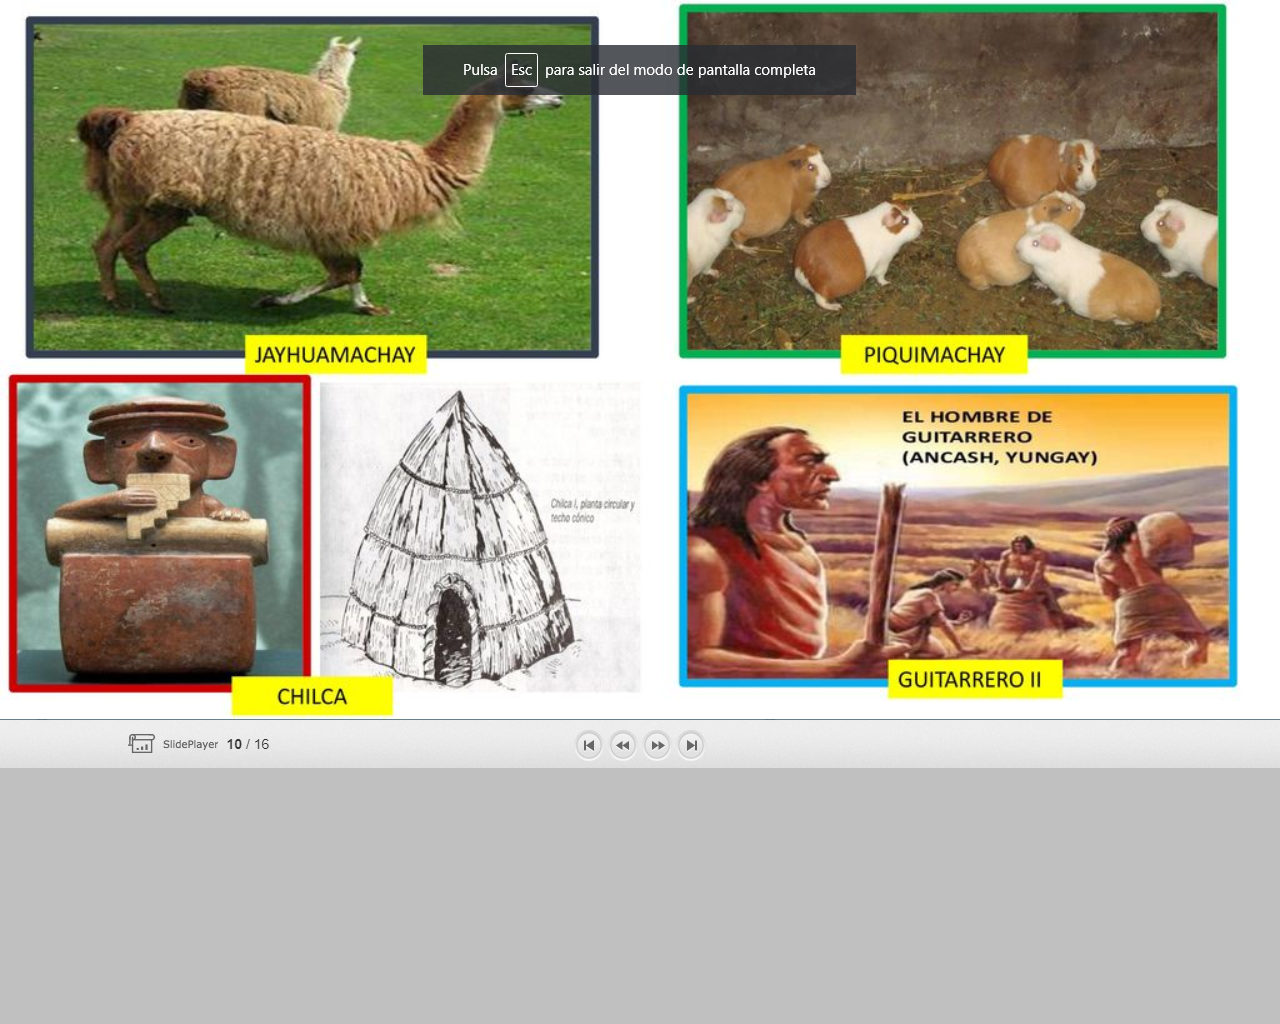 Pulsa Esc para salir del modo de pantalla completa
JAYHUAMACHAY
PIQUIMACHAY
EL HOMBRE DE
GUITARRERO
(ANCASH, YUNGAY)
Chilca I, planta circular y
techo cónico
CHILCA
GUITARRERO II
SlidePlayer 10 / 16